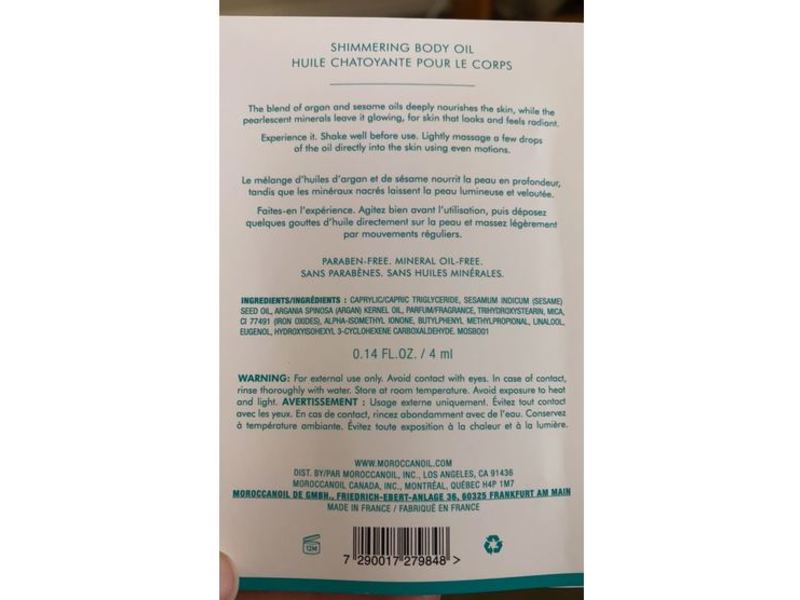 SHIMMERING BODY OIL
HUILE CHATOYANTE POUR LE CORPS
The blend of argan and sesame oils deeply nourishes the skin, while the
pearlescent minerals leave it glowing, for skin that looks and feels radiant.
Experience it. Shake well before use. Lightly massage a few drops
of the oil directly into the skin using even motions.
Le mélange d'huiles d'argan et de sésame nourrit la peau en profondeur,
tandis que les minéraux nacrés laissent la peau lumineuse et veloutée.
Faites-en l'expérience. Agitez bien avant l'utilisation, puis déposez
quelques gouttes d'huile directement sur la peau et massez légèrement
par mouvements réguliers.
PARABEN-FREE. MINERAL OIL-FREE.
SANS PARABÈNES. SANS HUILES MINÉRALES.
INGREDIENTS/INGRÉDIENTS : CAPRYLIC/CAPRIC TRIGLYCERIDE, SESAMUM INDICUM (SESAME)
SEED OIL, ARGANIA SPINOSA (ARGAN) KERNEL OIL, PARFUM/FRAGRANCE, TRIHYDROXYSTEARIN, MICA,
CI 77491 (IRON OXIDES), ALPHA-ISOMETHYL IONONE, BUTYLPHENYL METHYLPROPIONAL, LINALOOL,
EUGENOL, HYDROXYISOHEXYL 3-CYCLOHEXENE CARBOXALDEHYDE, MOSB001
0.14 FL.OZ. / 4 ml
WARNING: For external use only. Avoid contact with eyes. In case of contact,
rinse thoroughly with water. Store at room temperature. Avoid exposure to heat
and light. AVERTISSEMENT : Usage externe uniquement. Évitez tout contact
avec les yeux. En cas de contact, rincez abondamment avec de l'eau. Conservez
à température ambiante. Évitez toute exposition à la chaleur et à la lumière.
WWW.MOROCCANOIL.COM
DIST. BY/PAR MOROCCANOIL, INC., LOS ANGELES, CA 91436
MOROCCANOIL CANADA, INC., MONTRÉAL, QUÉBEC H4P 1M7
MOROCCANOIL DE GMBH., FRIEDRICH-EBERT-ANLAGE 36, 60325 FRANKFURT AM MAIN
MADE IN FRANCE / FABRIQUÉ EN FRANCE
12M
7 290017 279848 >